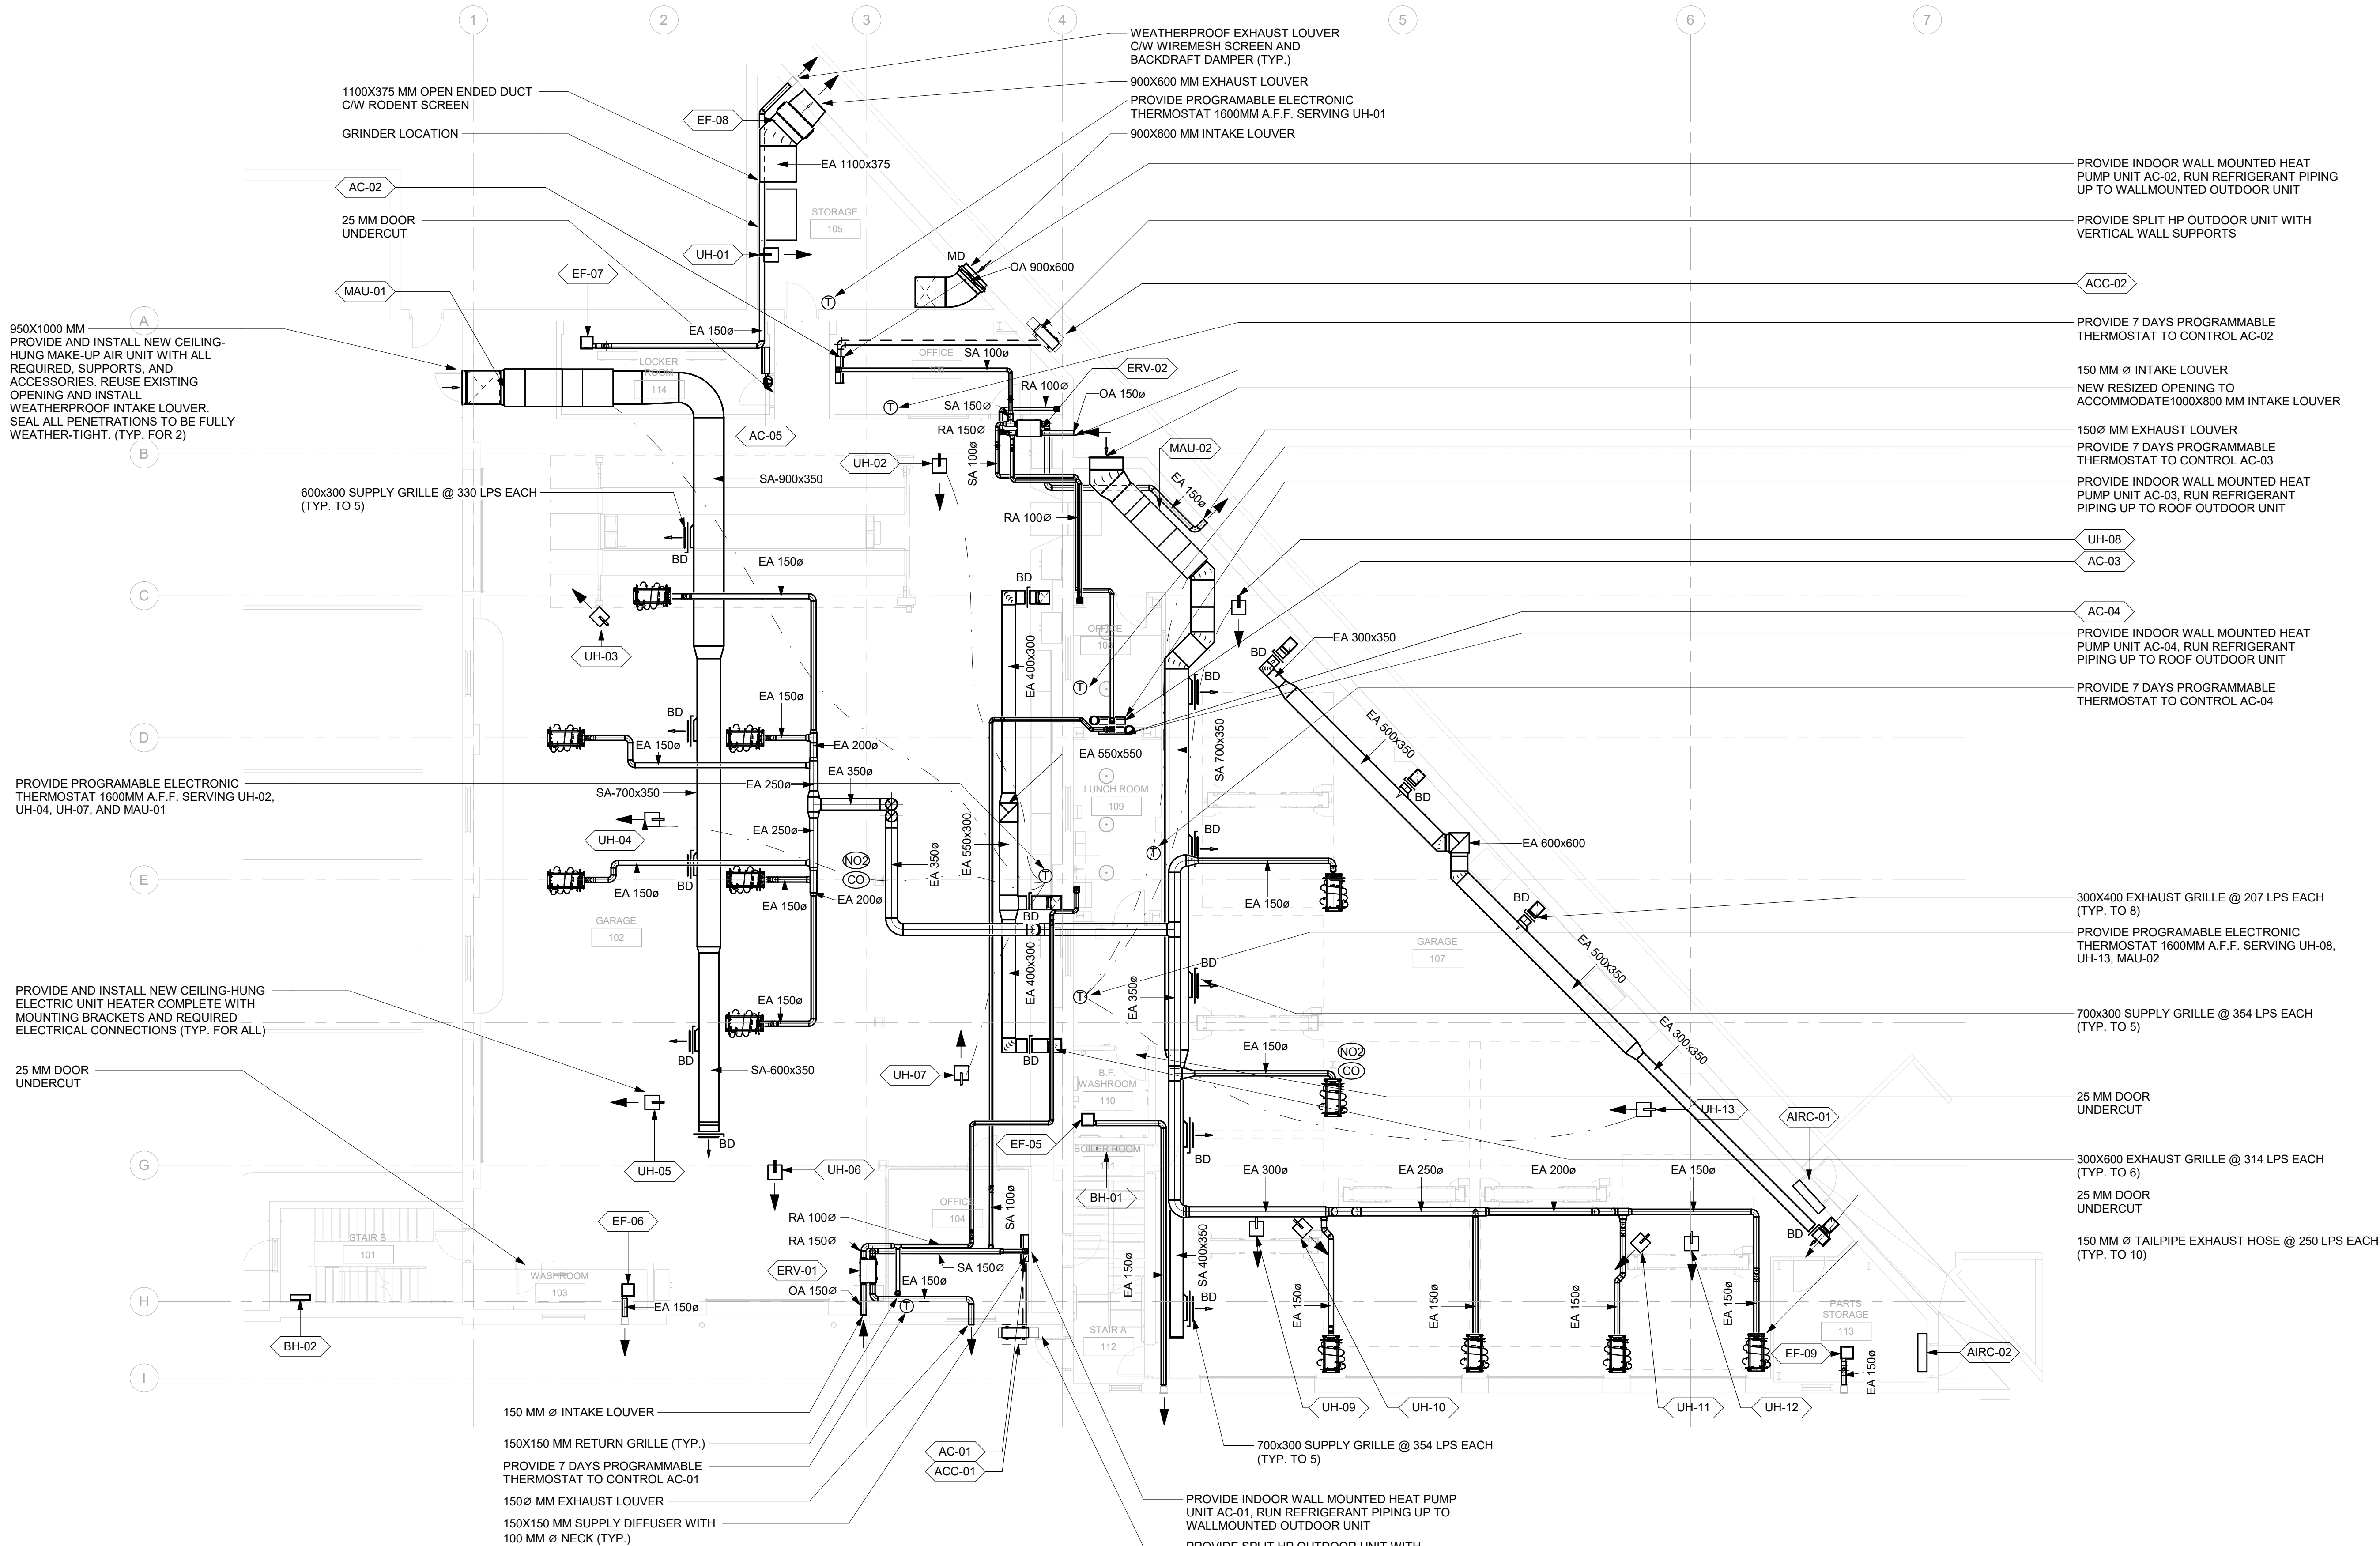 1
2
3
4
5
6
7
WEATHERPROOF EXHAUST LOUVER
C/W WIREMESH SCREEN AND
BACKDRAFT DAMPER (TYP.)
900X600 MM EXHAUST LOUVER
PROVIDE PROGRAMABLE ELECTRONIC
THERMOSTAT 1600MM A.F.F. SERVING UH-01
900X600 MM INTAKE LOUVER
1100X375 MM OPEN ENDED DUCT
C/W RODENT SCREEN
EF-08
GRINDER LOCATION
EA 1100x375
AC-02
25 MM DOOR
UNDERCUT
STORAGE
105
UH-01
EF-07
MAU-01
MD
OA 900x600
T
PROVIDE INDOOR WALL MOUNTED HEAT
PUMP UNIT AC-02, RUN REFRIGERANT PIPING
UP TO WALLMOUNTED OUTDOOR UNIT
PROVIDE SPLIT HP OUTDOOR UNIT WITH
VERTICAL WALL SUPPORTS
ACC-02
PROVIDE 7 DAYS PROGRAMMABLE
THERMOSTAT TO CONTROL AC-02
150 MM Ø INTAKE LOUVER
NEW RESIZED OPENING TO
ACCOMMODATE1000X800 MM INTAKE LOUVER
150Ø MM EXHAUST LOUVER
PROVIDE 7 DAYS PROGRAMMABLE
THERMOSTAT TO CONTROL AC-03
PROVIDE INDOOR WALL MOUNTED HEAT
PUMP UNIT AC-03, RUN REFRIGERANT
PIPING UP TO ROOF OUTDOOR UNIT
UH-08
AC-03
AC-04
PROVIDE INDOOR WALL MOUNTED HEAT
PUMP UNIT AC-04, RUN REFRIGERANT
PIPING UP TO ROOF OUTDOOR UNIT
PROVIDE 7 DAYS PROGRAMMABLE
THERMOSTAT TO CONTROL AC-04
A
950X1000 MM
PROVIDE AND INSTALL NEW CEILING-
HUNG MAKE-UP AIR UNIT WITH ALL
REQUIRED, SUPPORTS, AND
ACCESSORIES. REUSE EXISTING
OPENING AND INSTALL
WEATHERPROOF INTAKE LOUVER.
SEAL ALL PENETRATIONS TO BE FULLY
WEATHER-TIGHT. (TYP. FOR 2)
EA 150ø
LOCKER
ROOM
114
OFFICE
SA 100ø
ERV-02
RA 100Ø
OA 150ø
T
SA 150Ø
RA 150Ø
AC-05
B
MAU-02
UH-02
SA 100ø
SA-900x350
EA 150ø
600x300 SUPPLY GRILLE @ 330 LPS EACH
(TYP. TO 5)
RA 100Ø
BD
EA 150ø
BD
C
OFFICE
UH-03
EA 400x300
BD
EA 300x350
EA 150ø
BD
T
BD
SA 700x350
EA 500x350
D
EA 150ø
EA 200ø
EA 550x550
EA 350ø
EA 250ø
SA-700x350
LUNCH ROOM
109
BD
PROVIDE PROGRAMABLE ELECTRONIC
THERMOSTAT 1600MM A.F.F. SERVING UH-02,
UH-04, UH-07, AND MAU-01
UH-04
EA 250ø
BD
EA 600x600
EA 350ø
EA 550x300
T
NO2
CO
E
EA 150ø
BD
EA 150ø
EA 200ø
T
EA 150ø
BD
BD
GARAGE
102
GARAGE
107
EA 500x350
300X400 EXHAUST GRILLE @ 207 LPS EACH
(TYP. TO 8)
PROVIDE PROGRAMABLE ELECTRONIC
THERMOSTAT 1600MM A.F.F. SERVING UH-08,
UH-13, MAU-02
700x300 SUPPLY GRILLE @ 354 LPS EACH
(TYP. TO 5)
25 MM DOOR
UNDERCUT
300X600 EXHAUST GRILLE @ 314 LPS EACH
(TYP. TO 6)
25 MM DOOR
UNDERCUT
150 MM Ø TAILPIPE EXHAUST HOSE @ 250 LPS EACH
(TYP. TO 10)
PROVIDE AND INSTALL NEW CEILING-HUNG
ELECTRIC UNIT HEATER COMPLETE WITH
MOUNTING BRACKETS AND REQUIRED
ELECTRICAL CONNECTIONS (TYP. FOR ALL)
EA 400x300
EA 350ø
BD
T
EA 150ø
BD
SA-600x350
UH-07
BD
EA 150ø
NO2
CO
EA 300x350
25 MM DOOR
UNDERCUT
B.F.
WASHROOM
110
UH-13
AIRC-01
BD
EF-05
BD
BOILER ROOM
111
G
UH-05
UH-06
BH-01
EA 300ø
EA 250ø
EA 200ø
EA 150ø
OFFICE
104
SA 100ø
EF-06
RA 100Ø
RA 150Ø
STAIR B
101
ERV-01
SA 150Ø
EA 150ø
OA 150Ø
T
WASHROOM
103
EA 150ø
SA 400x350
BD
BD
H
EA 150ø
EA 150ø
EA 150ø
EA 150ø
EA 150ø
PARTS
STORAGE
113
BH-02
STAIR A
112
EF-09
AIRC-02
EA 150ø
I
UH-09
UH-10
UH-11
UH-12
150 MM Ø INTAKE LOUVER
150X150 MM RETURN GRILLE (TYP.)
PROVIDE 7 DAYS PROGRAMMABLE
THERMOSTAT TO CONTROL AC-01
150Ø MM EXHAUST LOUVER
150X150 MM SUPPLY DIFFUSER WITH
100 MM Ø NECK (TYP.)
AC-01
ACC-01
700x300 SUPPLY GRILLE @ 354 LPS EACH
(TYP. TO 5)
PROVIDE INDOOR WALL MOUNTED HEAT PUMP
UNIT AC-01, RUN REFRIGERANT PIPING UP TO
WALLMOUNTED OUTDOOR UNIT
PROVIDE SPLIT HP OUTDOOR UNIT WITH